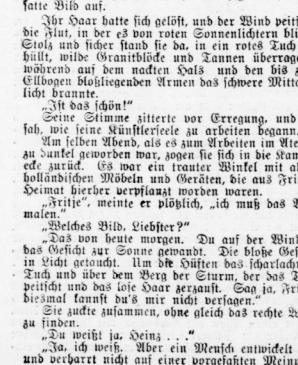 satte Bild auf.
Ihr Haar hatte sich gelöst, und der Wind peit
die Flut, in der es von roten Sonnenlichtern bli
Stolz und sicher stand sie da, in ein rotes Tuch
hüllt, wilde Granitblöcke und Tannen überrage
während auf dem nackten Hals und den bis z
Ellbogen bloßliegenden Armen das schwere Mitta
licht brannte.
„Ist das schön!“
Seine Stimme zitterte vor Erregung, und
sah, wie seine Künstlerseele zu arbeiten begann.
Am selben Abend, als es zum Arbeiten im Ate
zu dunkel geworden war, zogen sie sich in die Kam
ecke zurück. Es war ein trauter Winkel mit al
holländischen Möbeln und Geräten, die aus Fri
Heimat hierher verpflanzt worden waren.
„Fritje“, meinte er plötzlich, „ich muß das B
malen.“
„Welches Bild, Liebster?“
„Das von heute morgen. Du auf der
das Gesicht zur Sonne gewandt. Die bloße Ges
in Licht getaucht. Um die Hüften das scharlach
Tuch und über dem Berg der Sturm, der das T
peitscht und das lose Haar zerzaust. Sag ja, Fri
diesmal kannst du's mir nicht versagen.“
Sie zuckte zusammen, ohne gleich das rechte W
zu finden.
„Du weißt ja, Heinz . . .“
„Ja, ich weiß. Aber ein Mensch entwickelt
und verharrt nicht auf einer vorgefaßten Mein